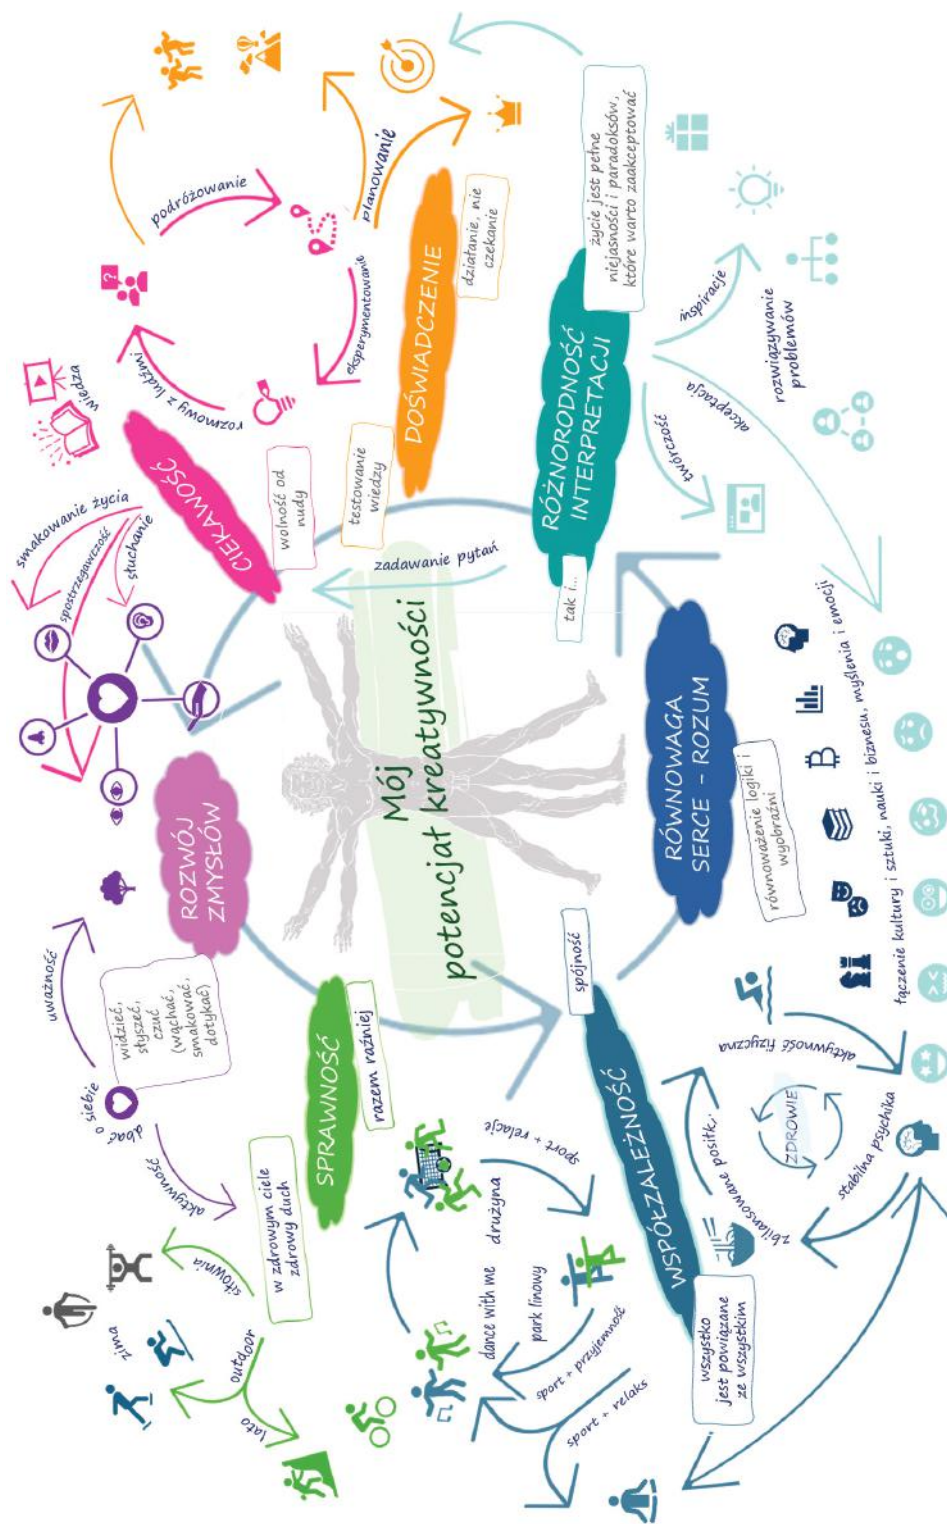 Mój
potencjał kreatywności
CIEKAWOŚĆ
wolność od
nudy
wiedza
rozmowy z ludźmi
podróżowanie
eksperymentowanie
smakowanie życia
spostrzegawczość
słuchanie
?
DOŚWIADCZENIE
testowanie
wiedzy
działanie, nie
czekanie
planowanie
RÓŻNORODNOŚĆ
INTERPRETACJI
tak i...
życie jest pełne
niejasności i paradoksów,
które warto zaakceptować
zadawanie pytań
twórczość
akceptacja
inspiracje
rozwiązywanie
problemów
RÓWNOWAGA
SERCE - ROZUM
równoważenie logiki i
wyobraźni
łączenie kultury i sztuki, nauki i biznesu, myślenia i emocji
WSPÓŁZALEŻNOŚĆ
spójność
wszystko
jest powiązane
ze wszystkim
zbilansowane posiłk.
aktywność fizyczna
stabilna psychika
ZDROWIE
SPRAWNOŚĆ
razem raźniej
w zdrowym ciele
zdrowy duch
siłownia
outdoor
zima
lato
sport + relacje
drużyna
dance with me
park linowy
sport + przyjemność
sport + relaks
ROZWÓJ
ZMYSŁÓW
widzieć,
słyszeć,
czuć
(wąchać,
smakować,
dotykać)
dbać o siebie
uważność
aktywność